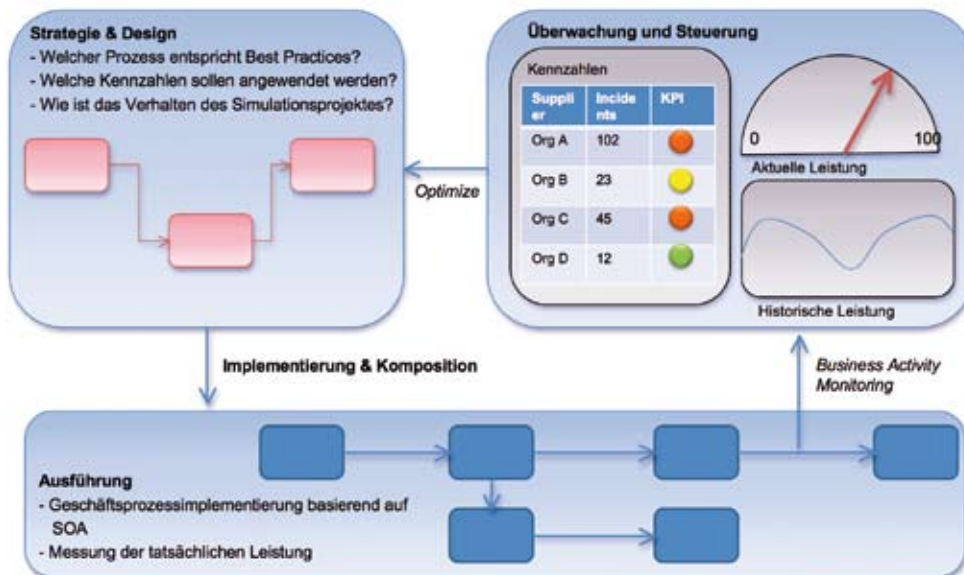 Strategie & Design
- Welcher Prozess entspricht Best Practices?
- Welche Kennzahlen sollen angewendet werden?
- Wie ist das Verhalten des Simulationsprojektes?
Optimize
Überwachung und Steuerung
Kennzahlen
Suppli
er
Incide
nts
KPI
Org A 102
Org B 23
Org C 45
Org D 12
0 100
Aktuelle Leistung
Historische Leistung
Implementierung & Komposition
Business Activity
Monitoring
Ausführung
- Geschäftsprozessimplementierung basierend auf
SOA
- Messung der tatsächlichen Leistung